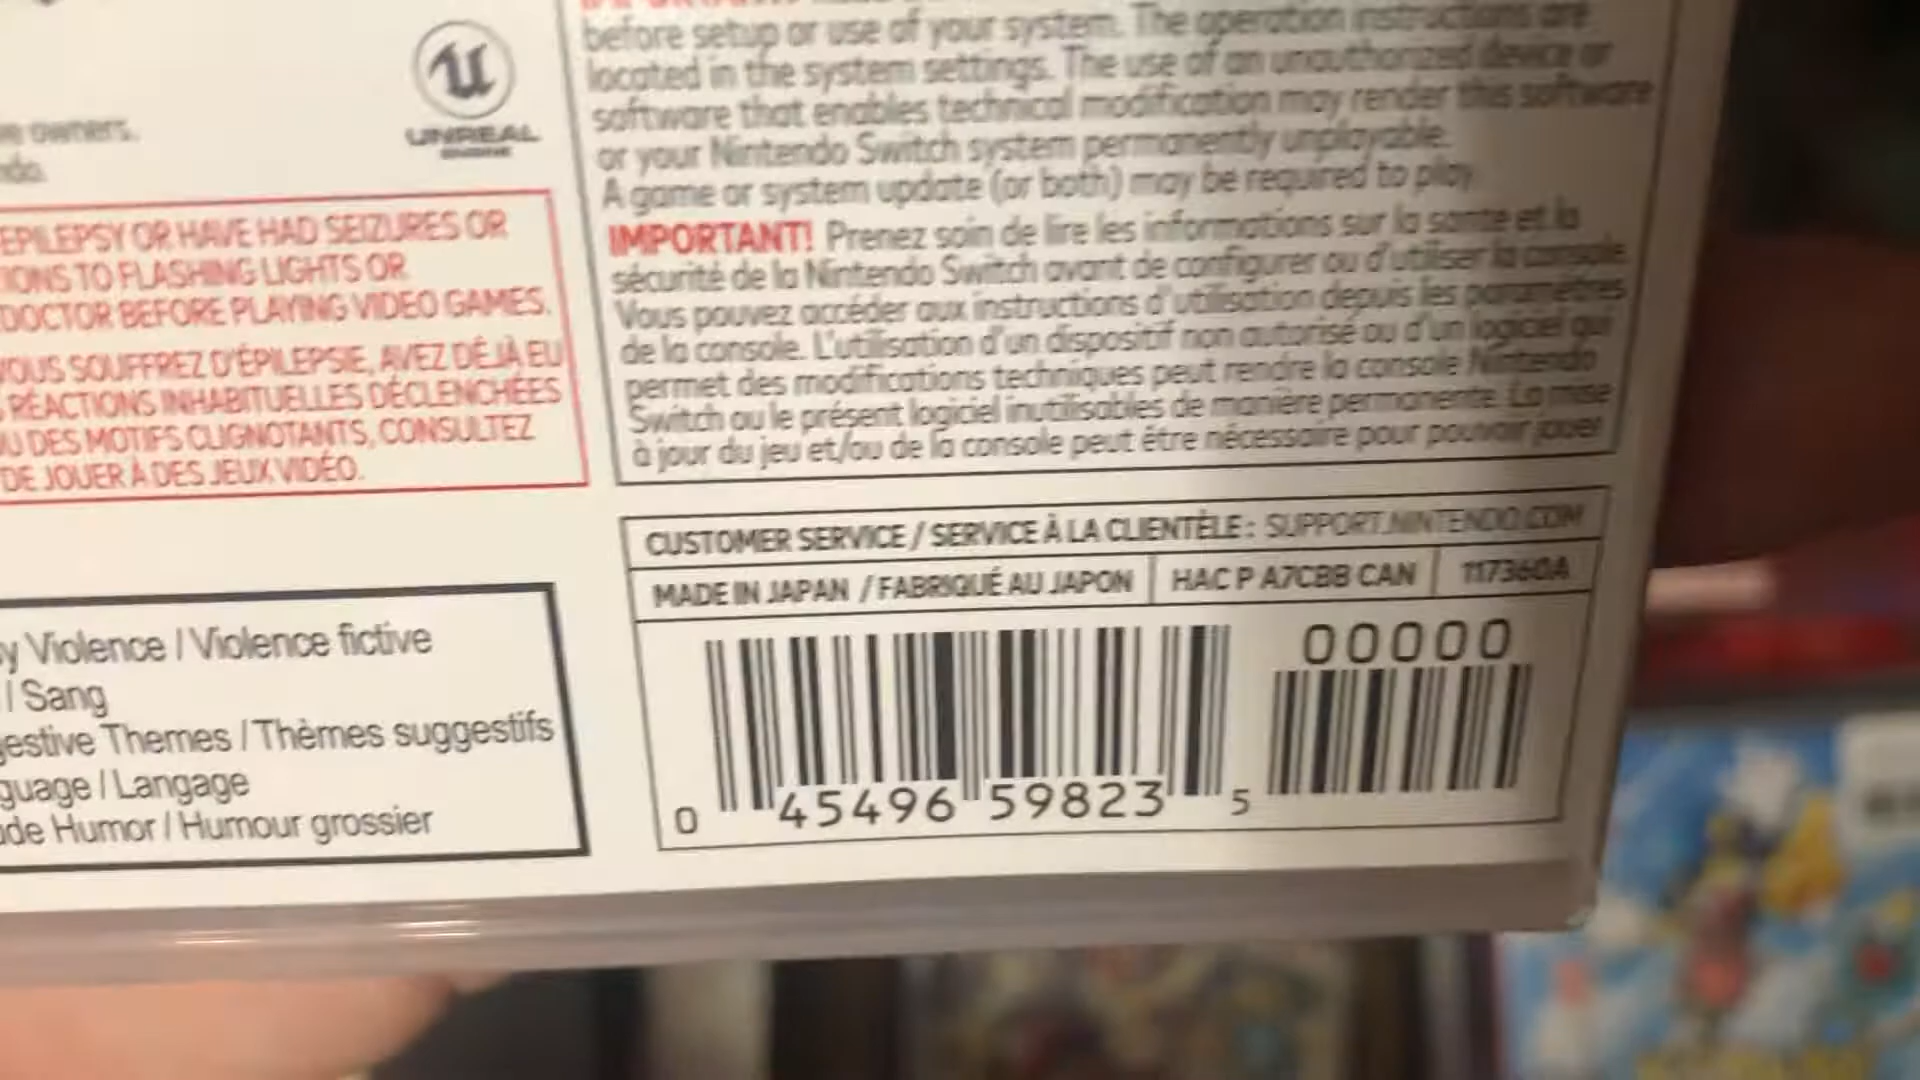 owners.
UNREAL
ENGINE
EPILEPSY OR HAVE HAD SEIZURES OR
IONS TO FLASHING LIGHTS OR
DOCTOR BEFORE PLAYING VIDEO GAMES.
VOUS SOUFFREZ D'ÉPILEPSIE, AVEZ DÉJÀ EU
RÉACTIONS INHABITUELLES DÉCLENCHÉES
U DES MOTIFS CLIGNOTANTS, CONSULTEZ
DE JOUER À DES JEUX VIDÉO.
y Violence / Violence fictive
/ Sang
gestive Themes / Thèmes suggestifs
guage / Langage
ude Humor / Humour grossier
before setup or use of your system. The operation instructions are
located in the system settings. The use of an unauthorized device or
software that enables technical modification may render this software
or your Nintendo Switch system permanently unplayable.
A game or system update (or both) may be required to play.
IMPORTANT! Prenez soin de lire les informations sur la santé et la
sécurité de la Nintendo Switch avant de configurer ou d'utiliser la console.
Vous pouvez accéder aux instructions d'utilisation depuis les paramètres
de la console. L'utilisation d'un dispositif non autorisé ou d'un logiciel qui
permet des modifications techniques peut rendre la console Nintendo
Switch ou le présent logiciel inutilisables de manière permanente. La mise
à jour du jeu et/ou de la console peut être nécessaire pour pouvoir jouer.
CUSTOMER SERVICE / SERVICE À LA CLIENTÈLE : SUPPORT.NINTENDO.COM
MADE IN JAPAN / FABRIQUÉ AU JAPON HAC P A7CBB CAN 117360A
00000
0 45496 59823 5